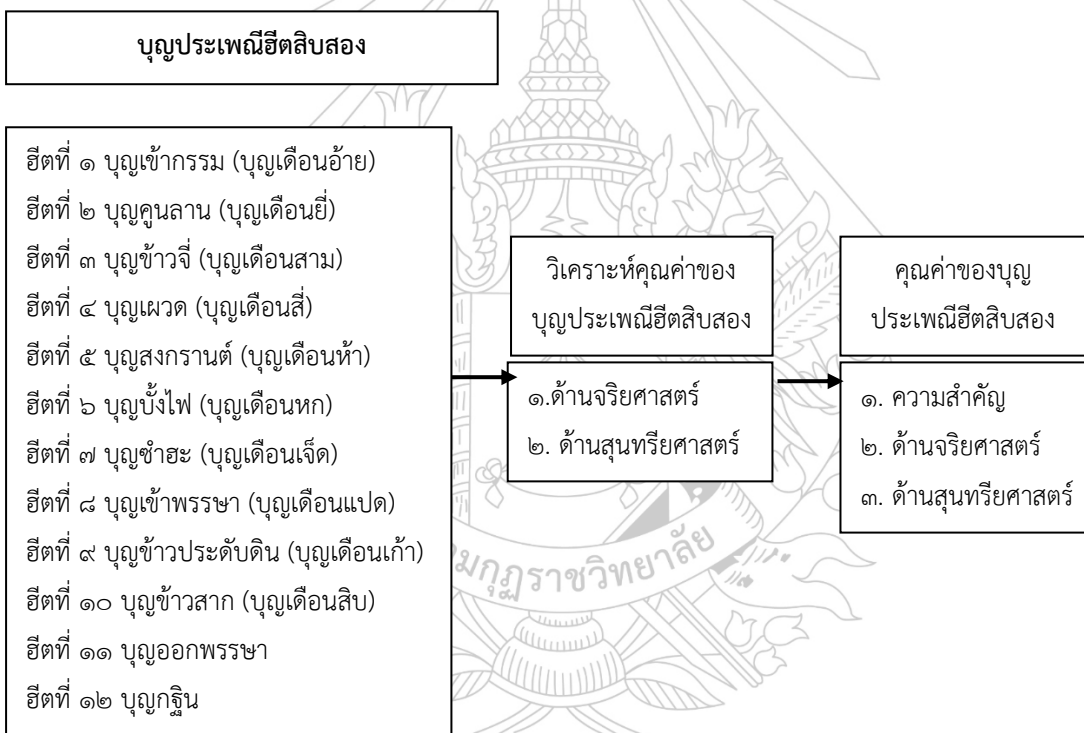 บุญประเพณีฮีตสิบสอง
ฮีตที่ ๑ บุญเข้ากรรม (บุญเดือนอ้าย)
ฮีตที่ ๒ บุญคูนลาน (บุญเดือนยี่)
ฮีตที่ ๓ บุญข้าวจี่ (บุญเดือนสาม)
ฮีตที่ ๔ บุญเผวด (บุญเดือนสี่)
ฮีตที่ ๕ บุญสงกรานต์ (บุญเดือนห้า)
ฮีตที่ ๖ บุญบั้งไฟ (บุญเดือนหก)
ฮีตที่ ๗ บุญซำฮะ (บุญเดือนเจ็ด)
ฮีตที่ ๘ บุญเข้าพรรษา (บุญเดือนแปด)
ฮีตที่ ๙ บุญข้าวประดับดิน (บุญเดือนเก้า)
ฮีตที่ ๑๐ บุญข้าวสาก (บุญเดือนสิบ)
ฮีตที่ ๑๑ บุญออกพรรษา
ฮีตที่ ๑๒ บุญกฐิน
วิเคราะห์คุณค่าของ
บุญประเพณีฮีตสิบสอง
๑.ด้านจริยศาสตร์
๒. ด้านสุนทรียศาสตร์
คุณค่าของบุญ
ประเพณีฮีตสิบสอง
๑. ความสำคัญ
๒. ด้านจริยศาสตร์
๓. ด้านสุนทรียศาสตร์
มกุฏราชวิทยาลัย